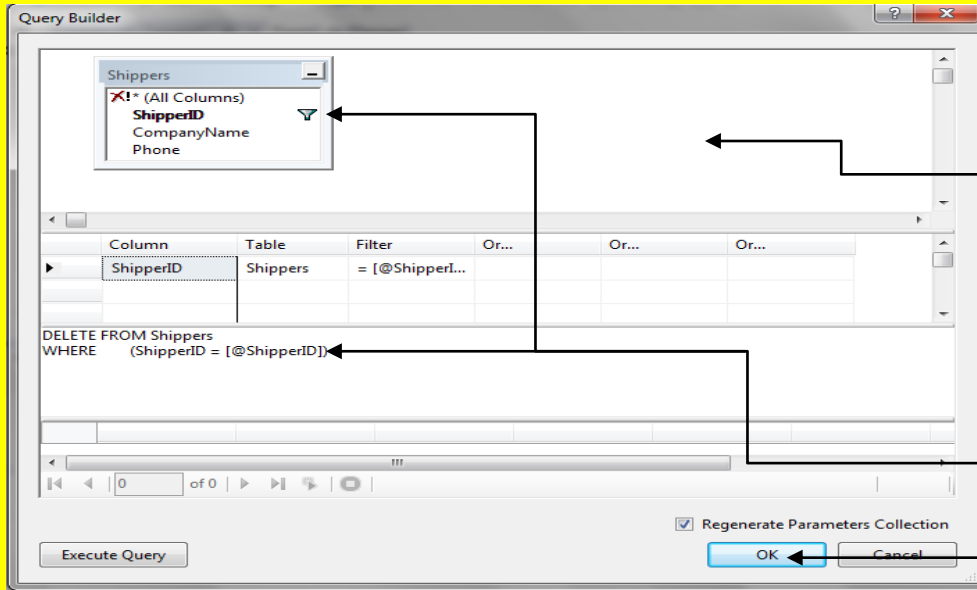 Query Builder
Shippers
* (All Columns)
ShipperID
CompanyName
Phone
Column Table Filter Or... Or... Or...
ShipperID Shippers = [@ShipperI...
DELETE FROM Shippers
WHERE (ShipperID = [@ShipperID])
0 of 0
Regenerate Parameters Collection
Execute Query OK Cancel